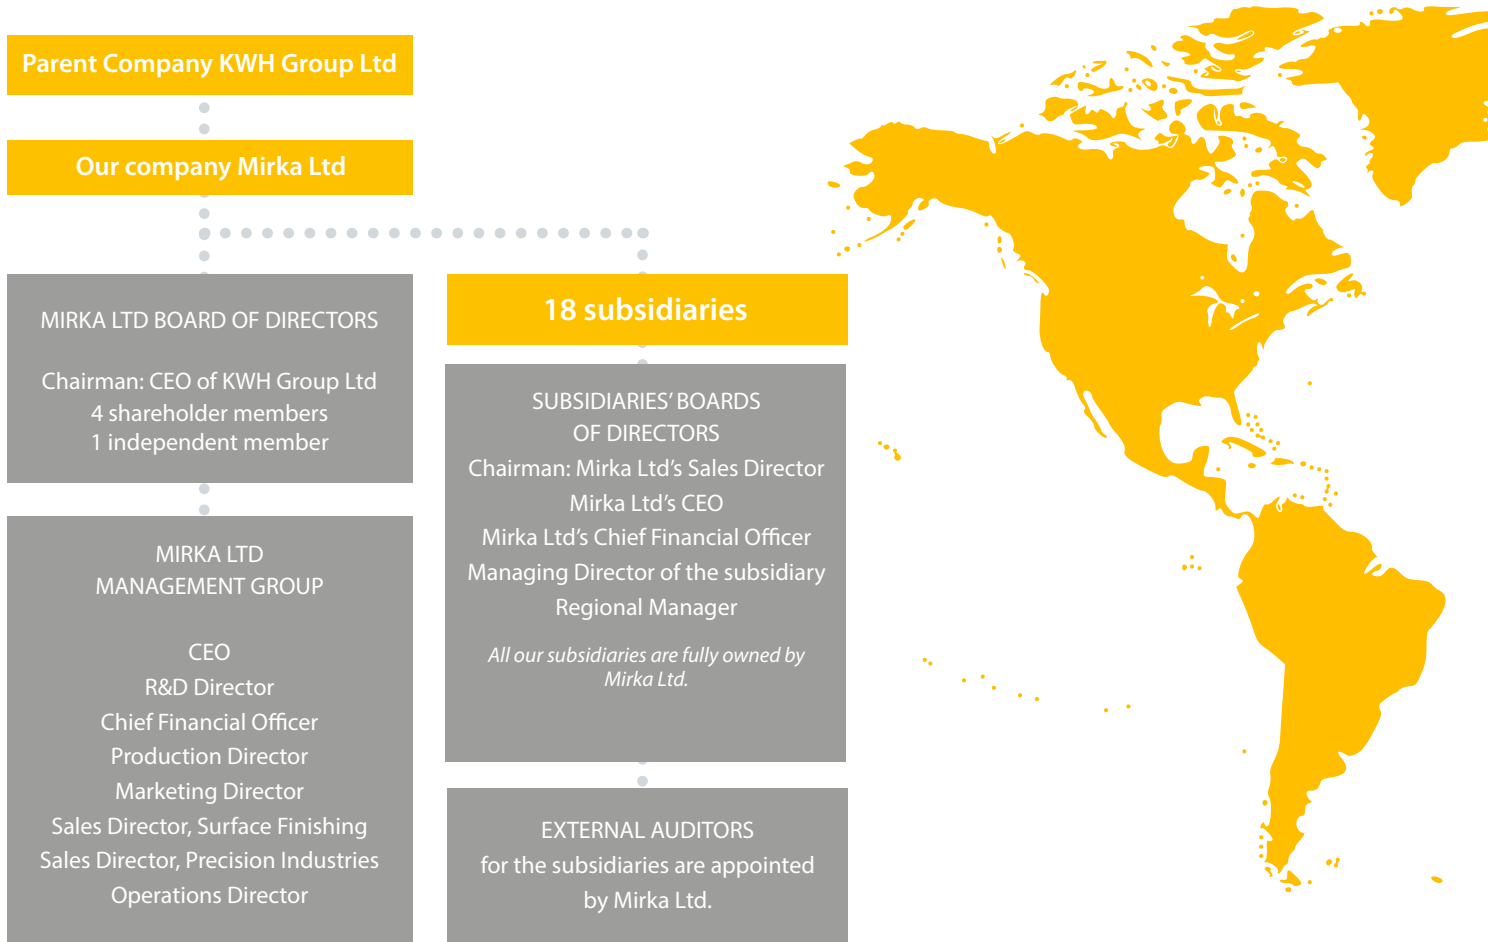 Parent Company KWH Group Ltd
Our company Mirka Ltd
MIRKA LTD BOARD OF DIRECTORS
Chairman: CEO of KWH Group Ltd
4 shareholder members
1 independent member
MIRKA LTD
MANAGEMENT GROUP
CEO
R&D Director
Chief Financial Officer
Production Director
Marketing Director
Sales Director, Surface Finishing
Sales Director, Precision Industries
Operations Director
18 subsidiaries
SUBSIDIARIES’ BOARDS
OF DIRECTORS
Chairman: Mirka Ltd’s Sales Director
Mirka Ltd’s CEO
Mirka Ltd’s Chief Financial Officer
Managing Director of the subsidiary
Regional Manager
All our subsidiaries are fully owned by
Mirka Ltd.
EXTERNAL AUDITORS
for the subsidiaries are appointed
by Mirka Ltd.